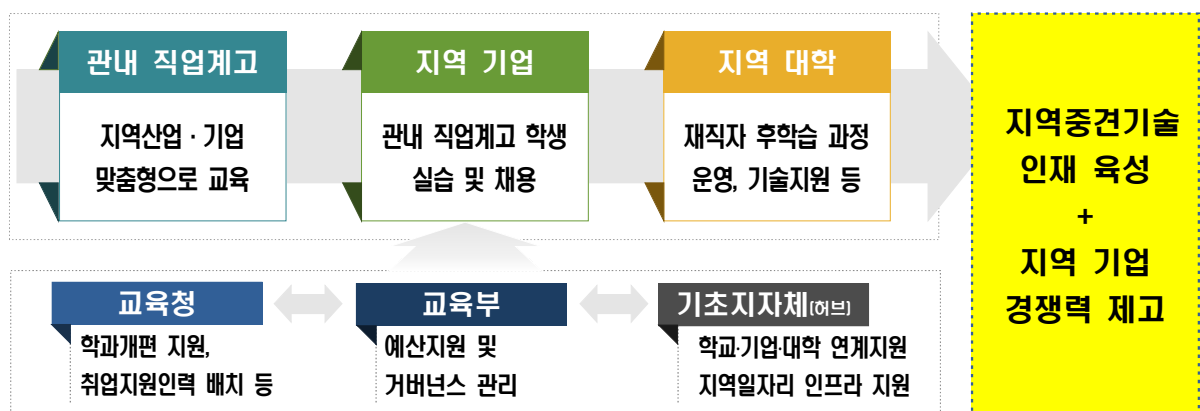 관내 직업계고
지역산업 · 기업
맞춤형으로 교육
지역 기업
관내 직업계고 학생
실습 및 채용
지역 대학
재직자 후학습 과정
운영, 기술지원 등
교육청
학과개편 지원,
취업지원인력 배치 등
교육부
예산지원 및
거버넌스 관리
기초지자체(허브)
학교·기업·대학 연계지원
지역일자리 인프라 지원
지역중견기술
인재 육성
+
지역 기업
경쟁력 제고